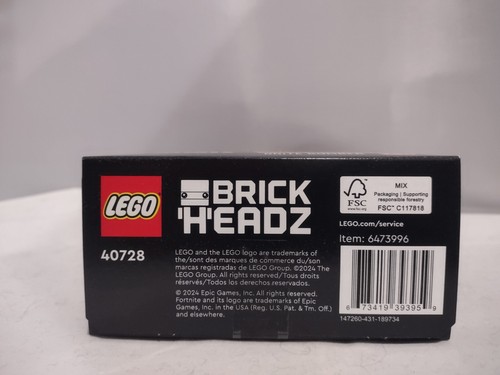 LEGO
BRICK
HEADZ
40728
LEGO and the LEGO logo are trademarks of
the/sont des marques de commerce du/son
marcas registradas de LEGO Group. ©2024 The
LEGO Group. All rights reserved/Tous droits
réservés/Todos los derechos reservados.
© 2024 Epic Games, Inc. All rights reserved.
Fortnite and its logo are trademarks of Epic
Games, Inc. in the USA (Reg. U.S. Pat. & Tm. Off.)
and elsewhere.
FSC
www.fsc.org
MIX
Packaging | Supporting
responsible forestry
FSC™ C117818
LEGO.com/service
Item: 6473996
6 73419 39395 9
147260-431-189734